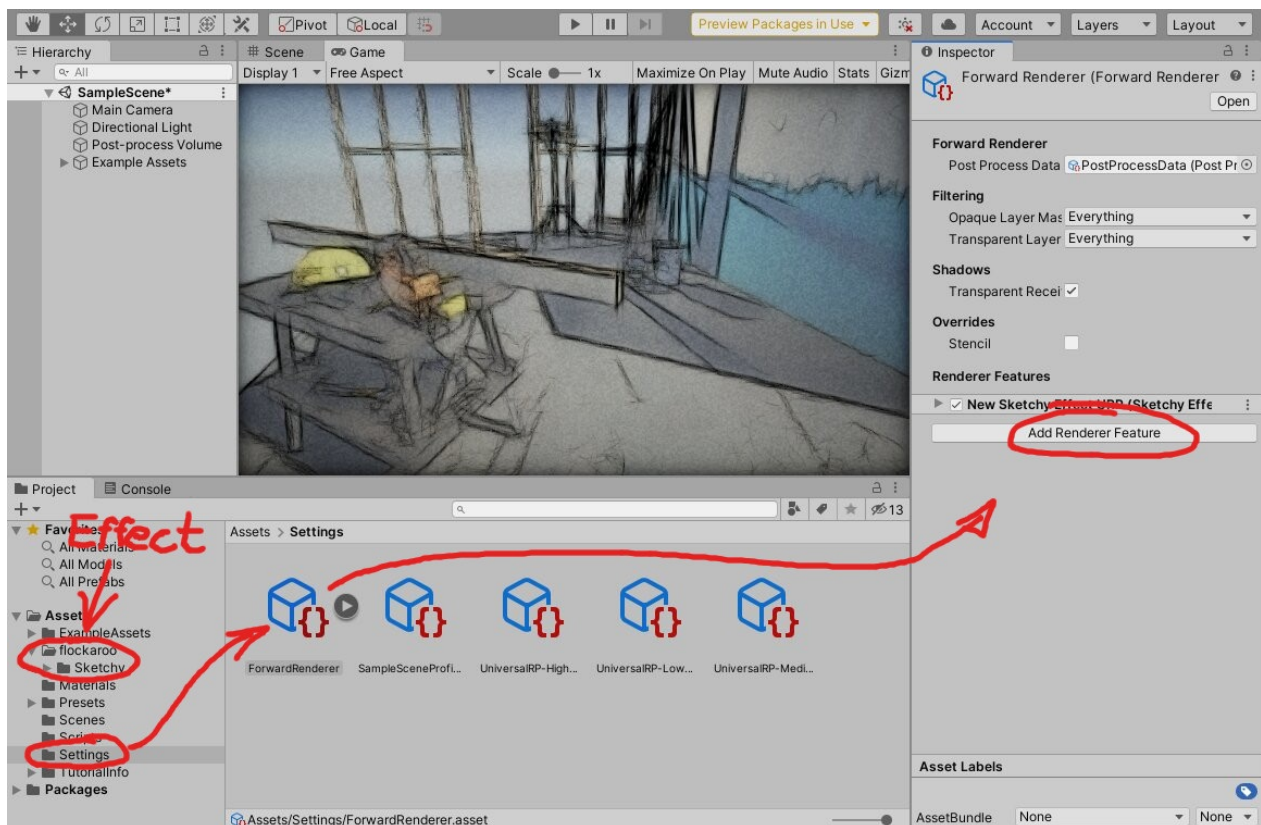 Pivot Local Preview Packages in Use Account Layers Layout
Hierarchy
All
SampleScene*
Main Camera
Directional Light
Post-process Volume
Example Assets
Scene Game
Display 1 Free Aspect Scale 1x Maximize On Play Mute Audio Stats Gizm
Inspector
Forward Renderer (Forward Renderer
Open
Forward Renderer
Post Process Data PostProcessData (Post Pr
Filtering
Opaque Layer Mas Everything
Transparent Layer Everything
Shadows
Transparent Recei
Overrides
Stencil
Renderer Features
New Sketchy Effect URP (Sketchy Effe
Add Renderer Feature
Project Console
13
Favorites
All Materials
All Models
All Prefabs
Effect
Asset
ExampleAssets
flockaroo
Sketchy
Materials
Presets
Scenes
Scripts
Settings
TutorialInfo
Packages
Assets > Settings
ForwardRenderer SampleSceneProfi... UniversalRP-High... UniversalRP-Low... UniversalRP-Medi...
Assets/Settings/ForwardRenderer.asset
Asset Labels
AssetBundle None None